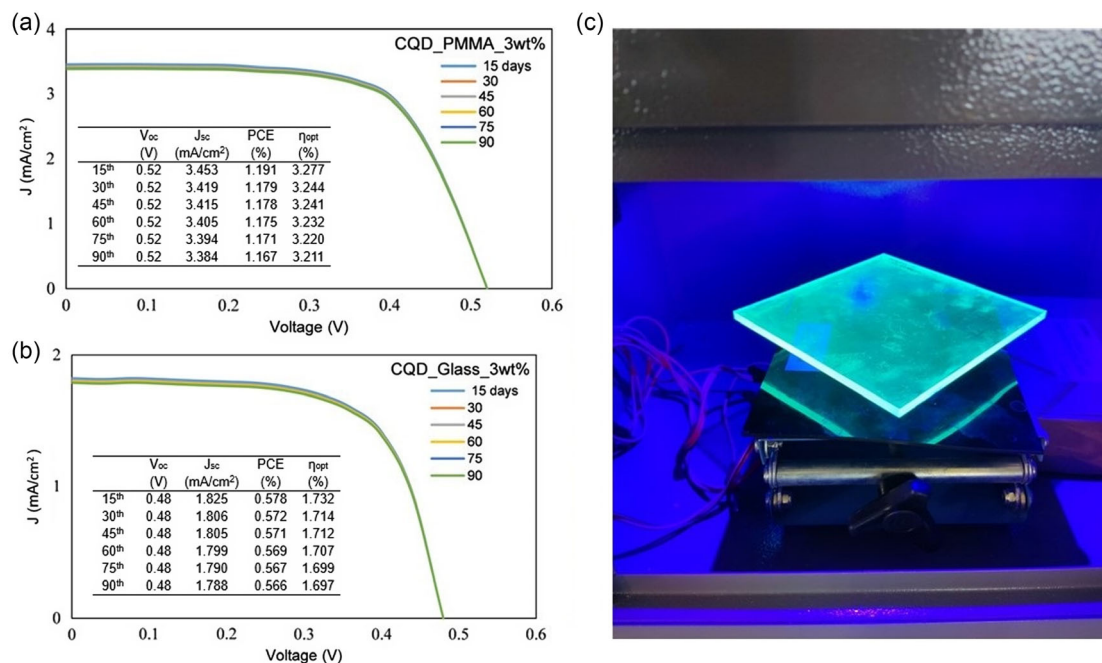 (a)
4
3
2
1
0
J (mA/cm²)
CQD_PMMA_3wt%
15 days
30
45
60
75
90
Voc Jsc PCE ηopt
(V) (mA/cm²) (%) (%)
15th 0.52 3.453 1.191 3.277
30th 0.52 3.419 1.179 3.244
45th 0.52 3.415 1.178 3.241
60th 0.52 3.405 1.175 3.232
75th 0.52 3.394 1.171 3.220
90th 0.52 3.384 1.167 3.211
0 0.1 0.2 0.3 0.4 0.5 0.6
Voltage (V)
(b)
2
1
0
J (mA/cm²)
CQD_Glass_3wt%
15 days
30
45
60
75
90
Voc Jsc PCE ηopt
(V) (mA/cm²) (%) (%)
15th 0.48 1.825 0.578 1.732
30th 0.48 1.806 0.572 1.714
45th 0.48 1.805 0.571 1.712
60th 0.48 1.799 0.569 1.707
75th 0.48 1.790 0.567 1.699
90th 0.48 1.788 0.566 1.697
0 0.1 0.2 0.3 0.4 0.5 0.6
Voltage (V)
(c)